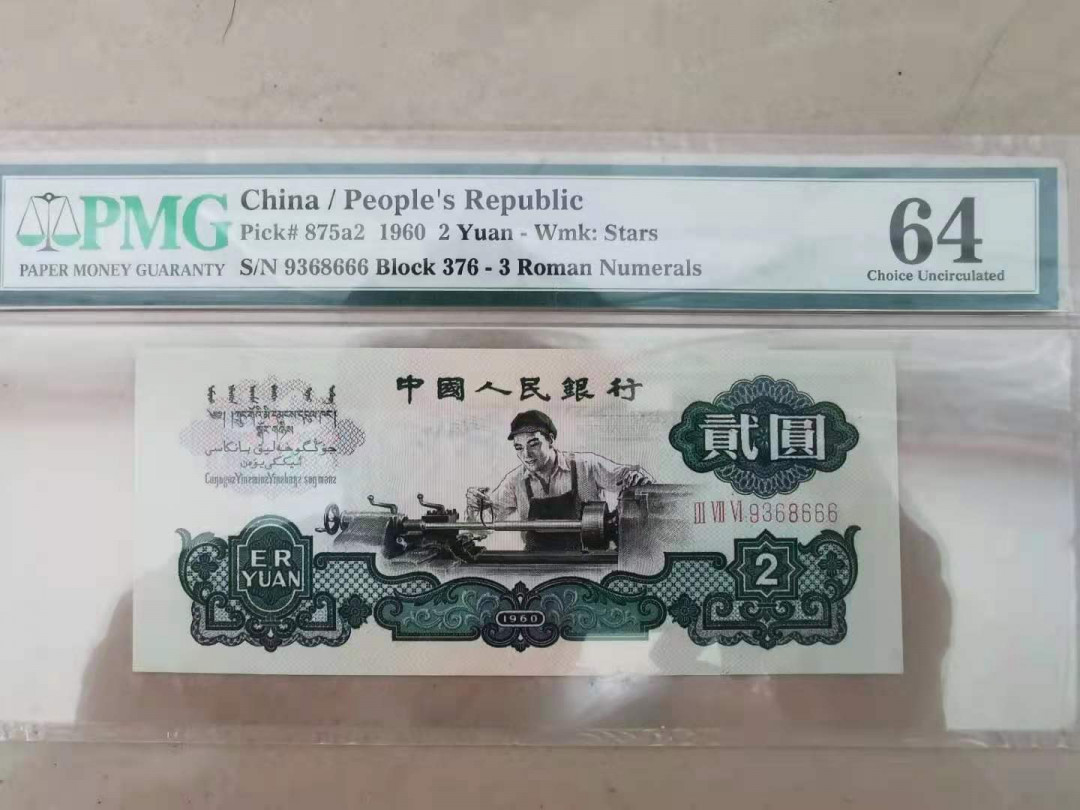 PMG
PAPER MONEY GUARANTY
China / People's Republic
Pick# 875a2 1960 2 Yuan - Wmk: Stars
S/N 9368666 Block 376 - 3 Roman Numerals
64
Choice Uncirculated
中國人民銀行
貳圓
III VII VI 9368666
ER
YUAN
2
1960